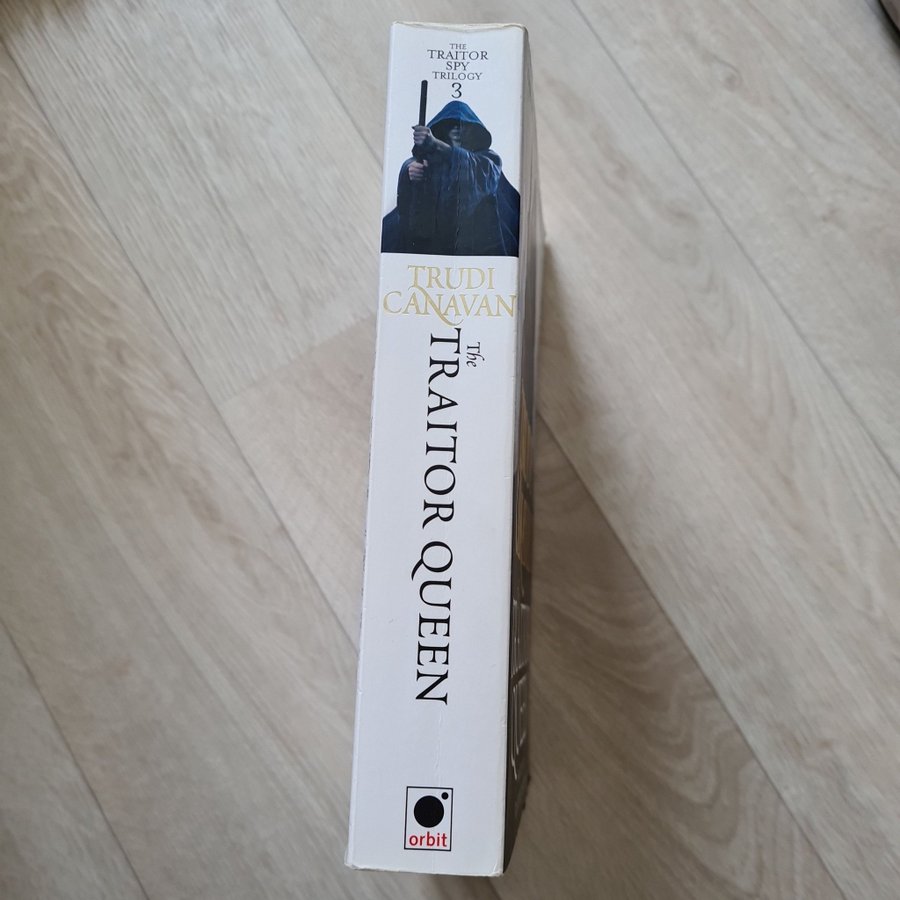 THE
TRAITOR
SPY
TRILOGY
3
TRUDI
CANAVAN
The
TRAITOR QUEEN
orbit